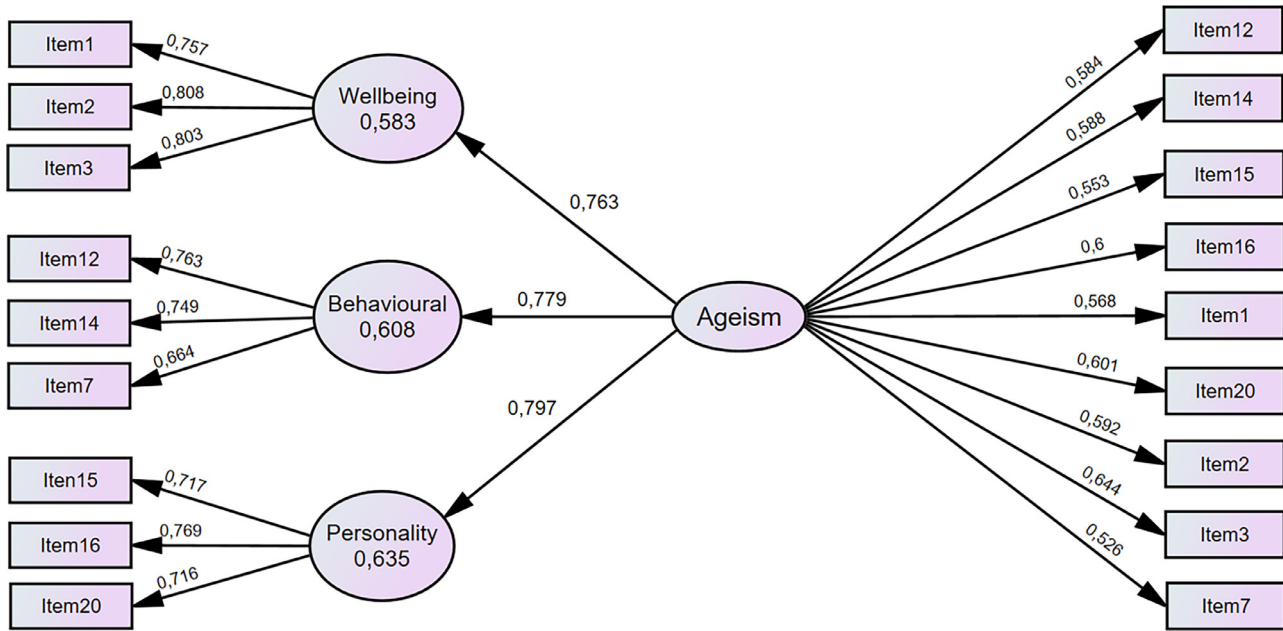 Item1
0,757
Item2
0,808
Item3
0,803
Wellbeing
0,583
Item12
0,763
Item14
0,749
Item7
0,664
Behavioural
0,608
Iten15
0,717
Item16
0,769
Item20
0,716
Personality
0,635
0,763
0,779
0,797
Ageism
0,584
Item12
0,588
Item14
0,553
Item15
0,6
Item16
0,568
Item1
0,601
Item20
0,592
Item2
0,644
Item3
0,526
Item7